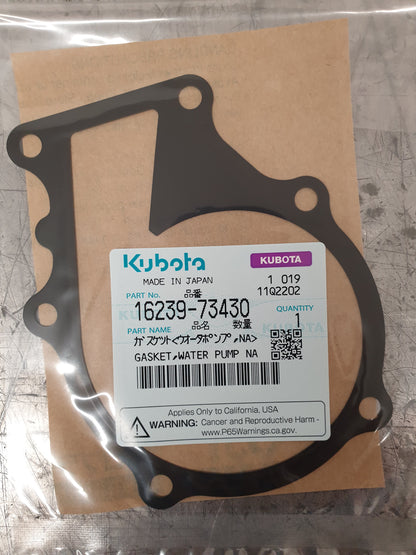 Kubota
KUBOTA
MADE IN JAPAN
1 019
品番
11Q2202
PART No.
16239-73430
QUANTITY
品名
数量
PART NAME
1
ガスケット<ウオータポンプ,NA>
GASKET,WATER PUMP NA
Applies Only to California, USA
WARNING: Cancer and Reproductive Harm -
www.P65Warnings.ca.gov.